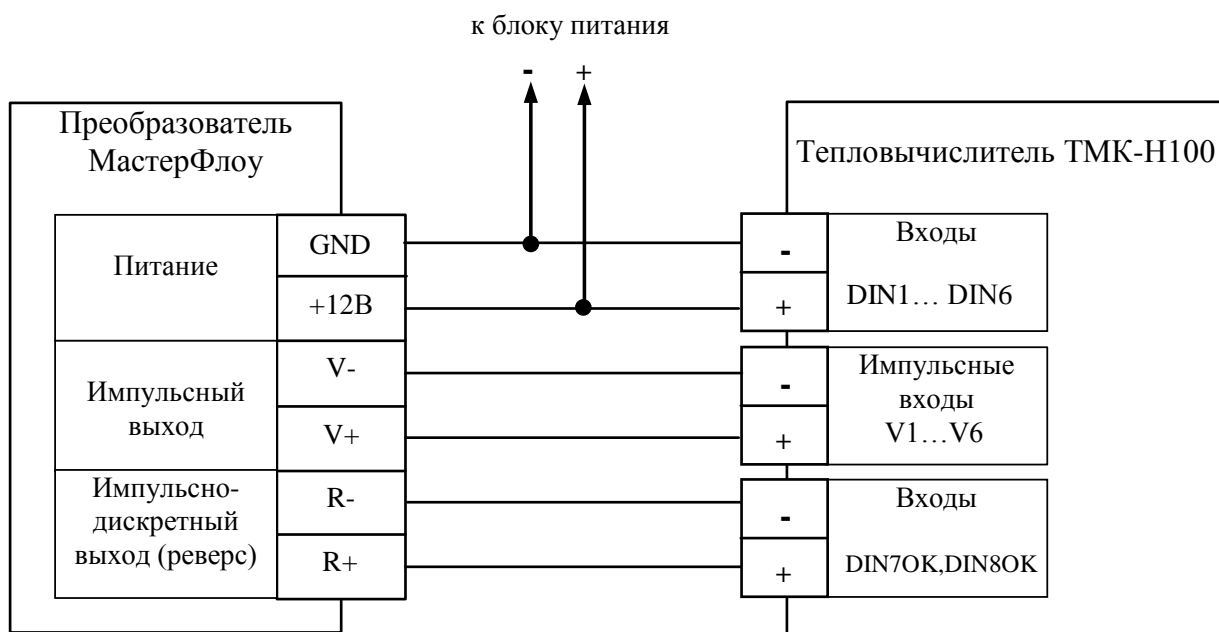 к блоку питания
- +
Преобразователь
МастерФлоу
Питание
GND
+12В
Импульсный
выход
V-
V+
Импульсно-
дискретный
выход (реверс)
R-
R+
Тепловычислитель ТМК-Н100
-
+
Входы
DIN1… DIN6
-
+
Импульсные
входы
V1…V6
-
+
Входы
DIN7OK,DIN8OK